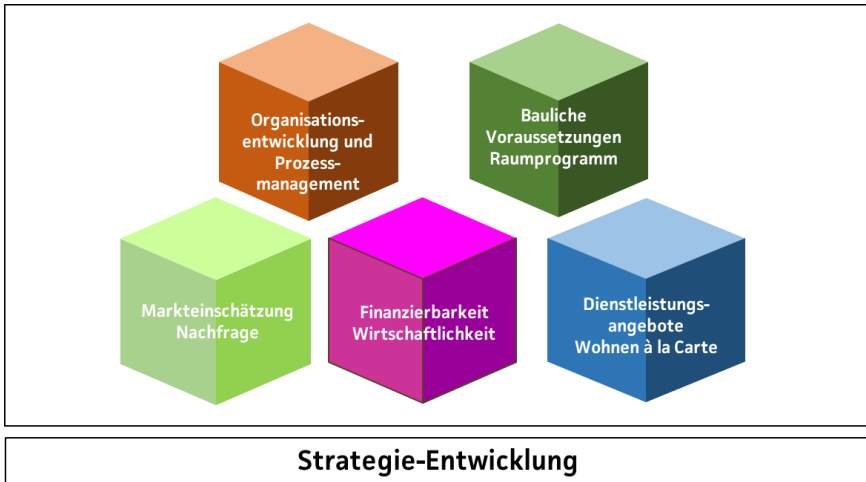 Organisations-
entwicklung und
Prozess-
management
Bauliche
Voraussetzungen
Raumprogramm
Markteinschätzung
Nachfrage
Finanzierbarkeit
Wirtschaftlichkeit
Dienstleistungs-
angebote
Wohnen à la Carte
Strategie-Entwicklung